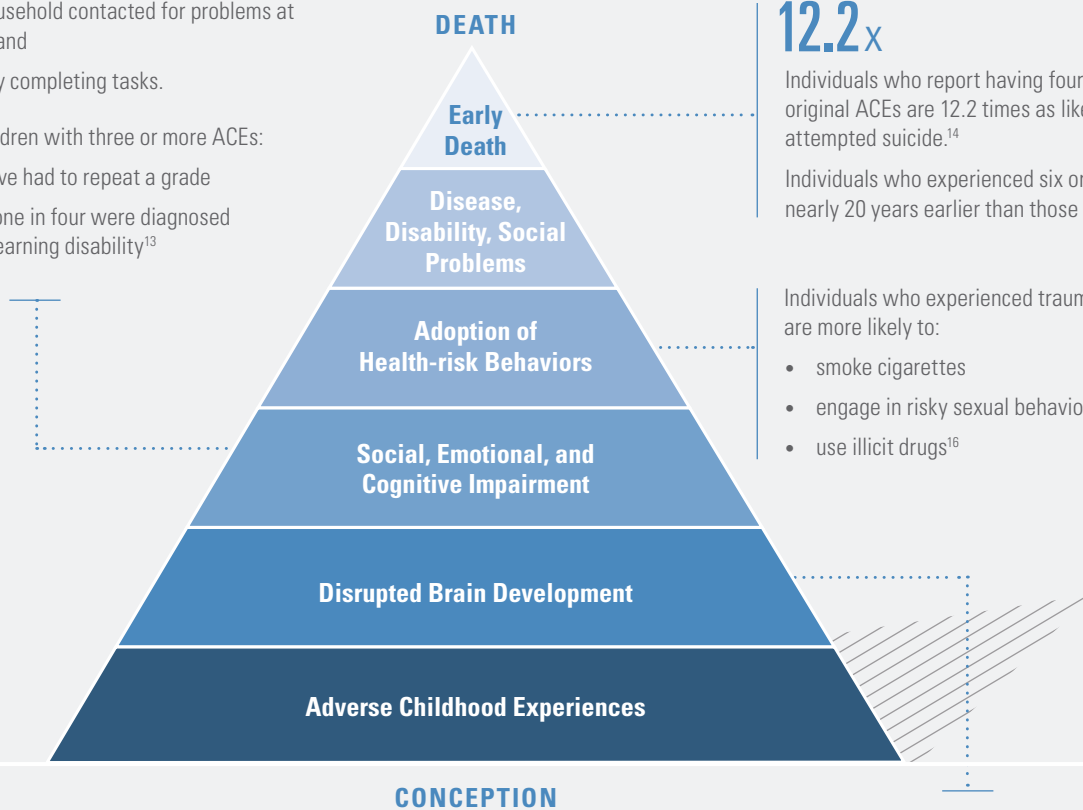 usehold contacted for problems at
and
y completing tasks.
dren with three or more ACEs:
ve had to repeat a grade
one in four were diagnosed
earning disability13
DEATH
Early
Death
Disease,
Disability, Social
Problems
Adoption of
Health-risk Behaviors
Social, Emotional, and
Cognitive Impairment
Disrupted Brain Development
Adverse Childhood Experiences
CONCEPTION
12.2x
Individuals who report having four
original ACEs are 12.2 times as like
attempted suicide.14
Individuals who experienced six or
nearly 20 years earlier than those
Individuals who experienced traum
are more likely to:
• smoke cigarettes
• engage in risky sexual behavio
• use illicit drugs16